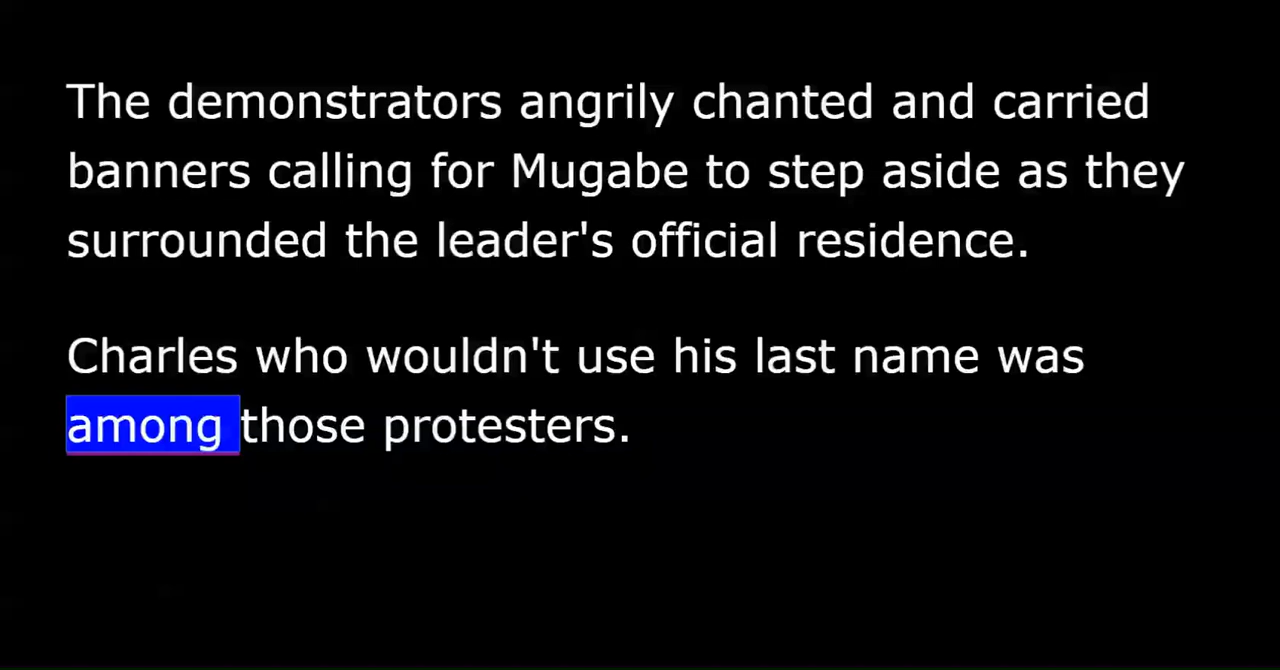 The demonstrators angrily chanted and carried
banners calling for Mugabe to step aside as they
surrounded the leader's official residence.
Charles who wouldn't use his last name was
among those protesters.